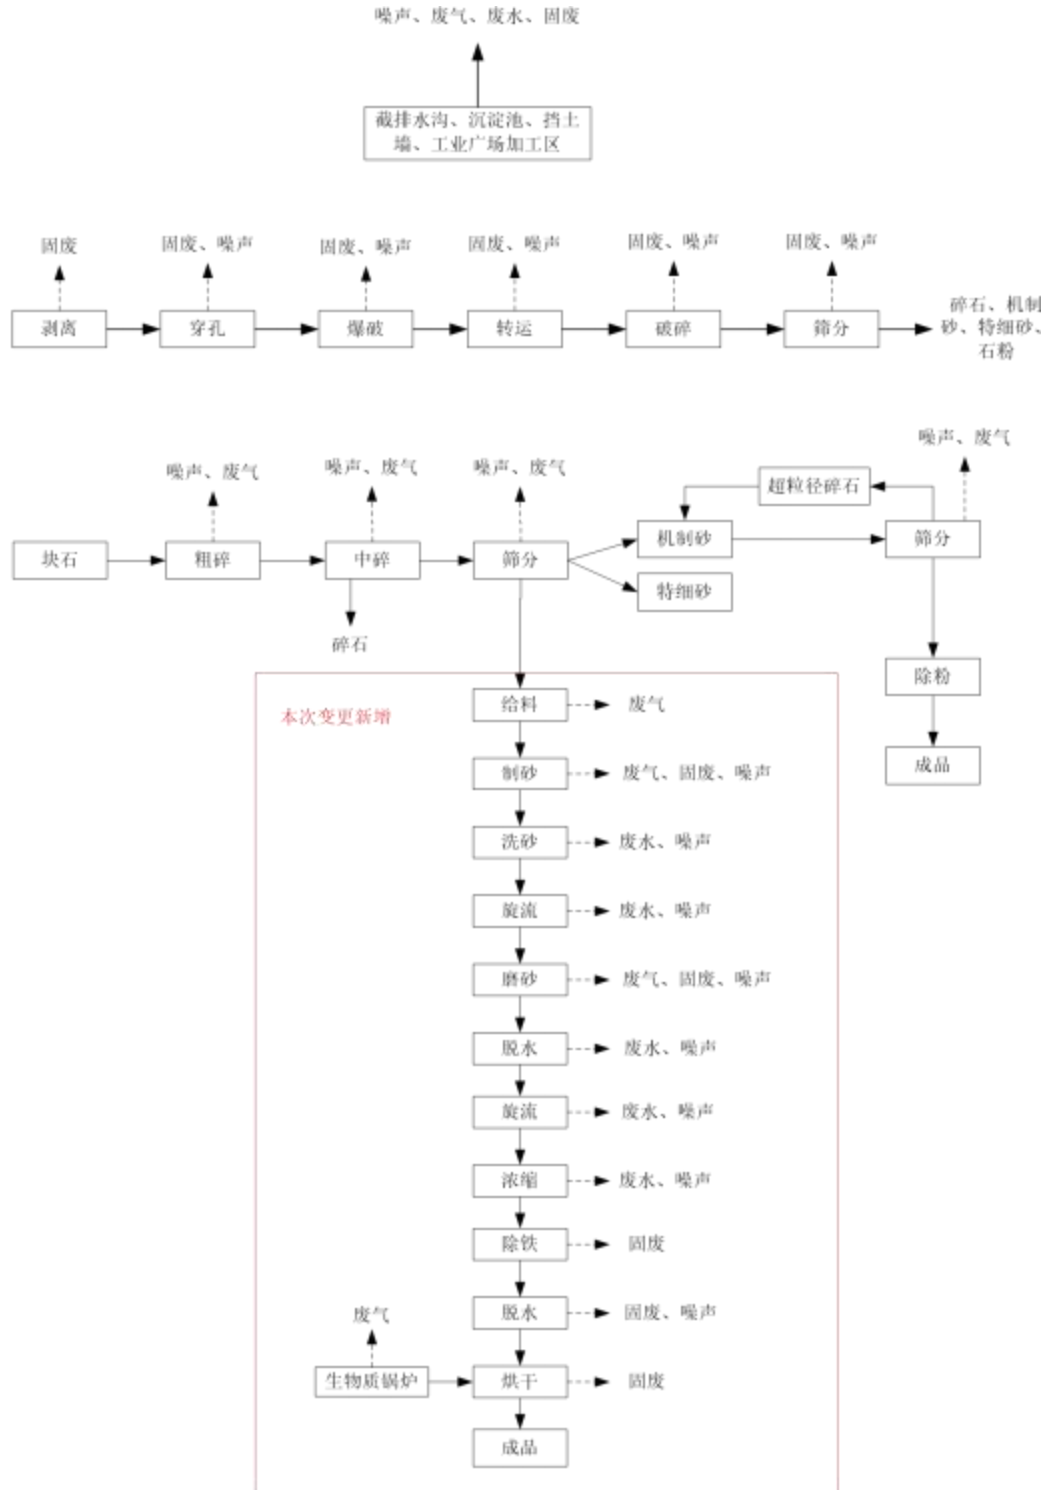 噪声、废气、废水、固废
截排水沟、沉淀池、挡土
墙、工业广场加工区
固废
固废、噪声
固废、噪声
固废、噪声
固废、噪声
固废、噪声
剥离
穿孔
爆破
转运
破碎
筛分
碎石、机制
砂、特细砂、
石粉
噪声、废气
噪声、废气
噪声、废气
噪声、废气
超粒径碎石
块石
粗碎
中碎
筛分
机制砂
筛分
特细砂
碎石
除粉
成品
本次变更新增
给料
废气
制砂
废气、固废、噪声
洗砂
废水、噪声
旋流
废水、噪声
磨砂
废气、固废、噪声
脱水
废水、噪声
旋流
废水、噪声
浓缩
废水、噪声
除铁
固废
脱水
固废、噪声
废气
生物质锅炉
烘干
固废
成品